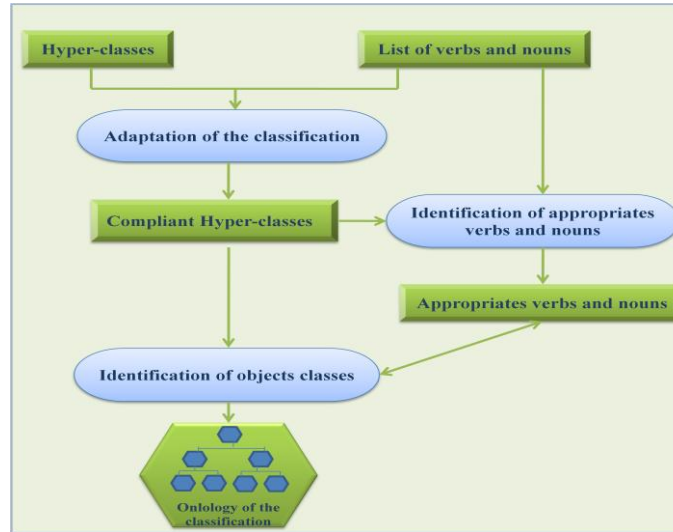 Hyper-classes
List of verbs and nouns
Adaptation of the classification
Compliant Hyper-classes
Identification of appropriates
verbs and nouns
Appropriates verbs and nouns
Identification of objects classes
Onlology of the
classification